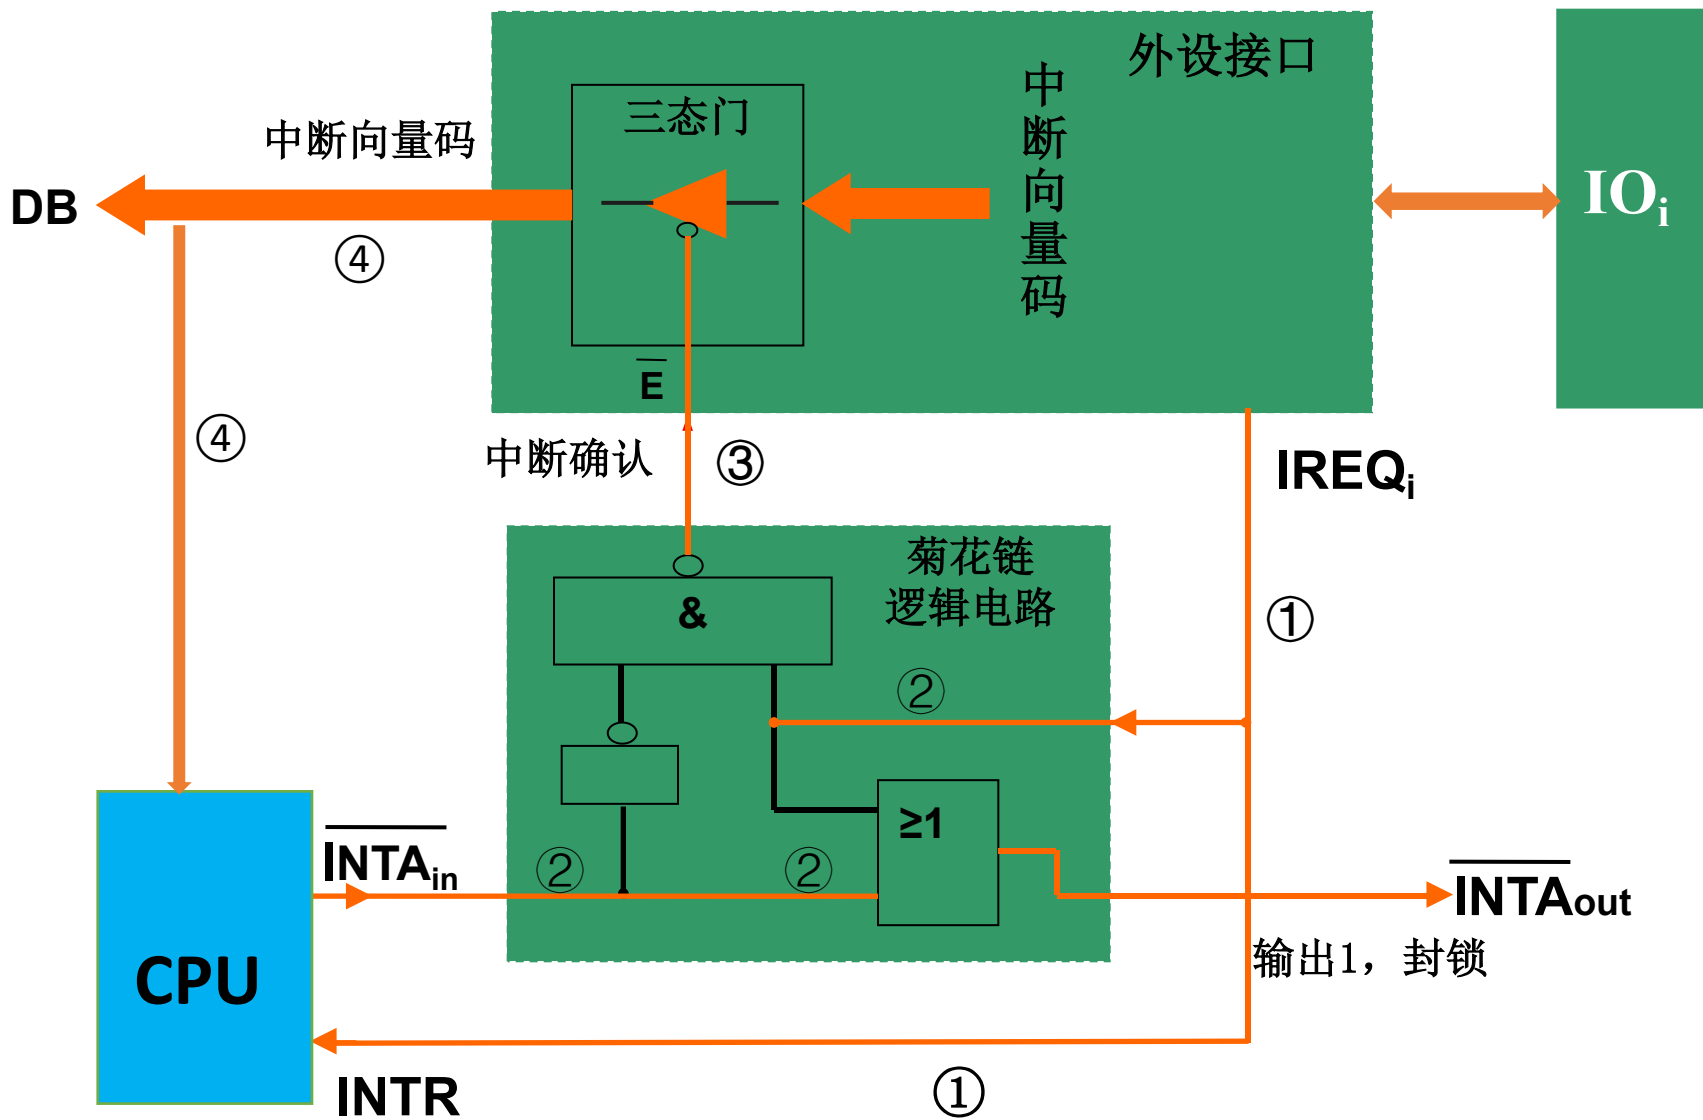 外设接口
中断向量码
三态门
中断向量码
DB
IOi
④
E
④
中断确认
③
IREQi
菊花链
逻辑电路
&
①
②
≥1
INTAin
②
②
INTAout
CPU
输出1，封锁
INTR
①